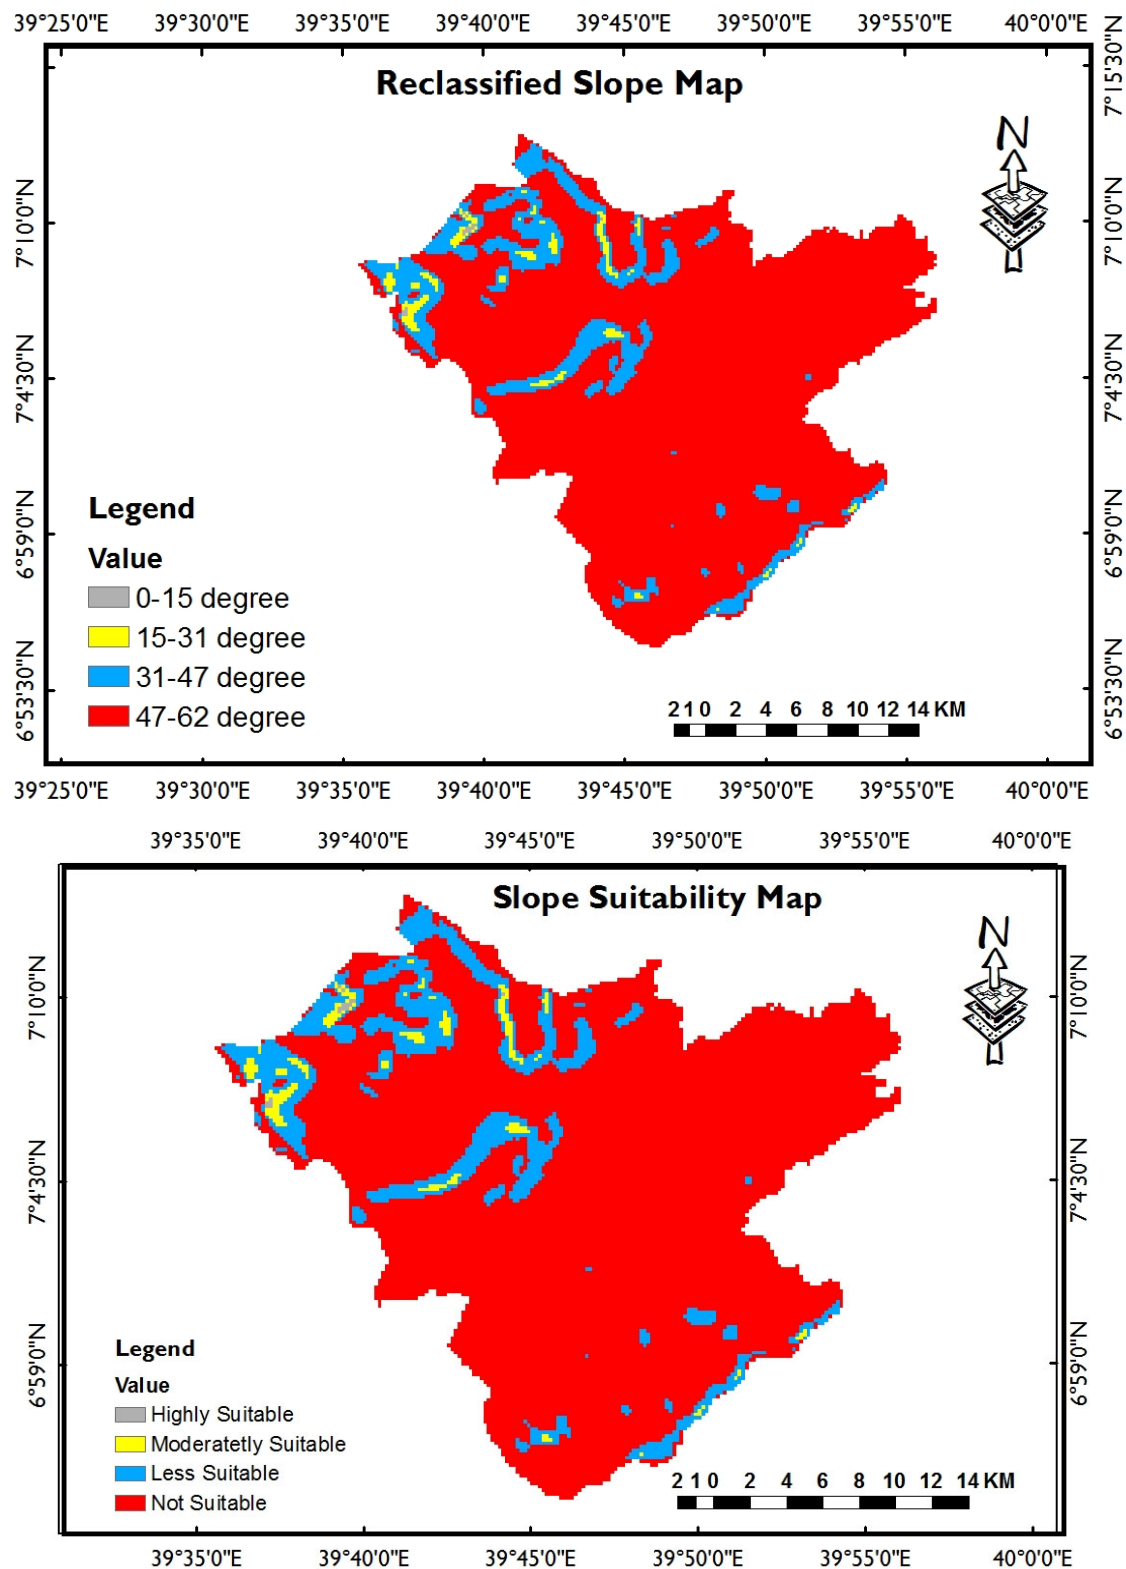 39°25'0"E 39°30'0"E 39°35'0"E 39°40'0"E 39°45'0"E 39°50'0"E 39°55'0"E 40°0'0"E
Reclassified Slope Map
N
7°15'30"N
7°10'0"N 7°10'0"N
7°4'30"N 7°4'30"N
6°59'0"N 6°59'0"N
6°53'30"N 6°53'30"N
Legend
Value
0-15 degree
15-31 degree
31-47 degree
47-62 degree
2 1 0 2 4 6 8 10 12 14 KM
39°25'0"E 39°30'0"E 39°35'0"E 39°40'0"E 39°45'0"E 39°50'0"E 39°55'0"E 40°0'0"E
39°35'0"E 39°40'0"E 39°45'0"E 39°50'0"E 39°55'0"E 40°0'0"E
Slope Suitability Map
N
7°10'0"N 7°10'0"N
7°4'30"N 7°4'30"N
6°59'0"N 6°59'0"N
Legend
Value
Highly Suitable
Moderatetly Suitable
Less Suitable
Not Suitable
2 1 0 2 4 6 8 10 12 14 KM
39°35'0"E 39°40'0"E 39°45'0"E 39°50'0"E 39°55'0"E 40°0'0"E